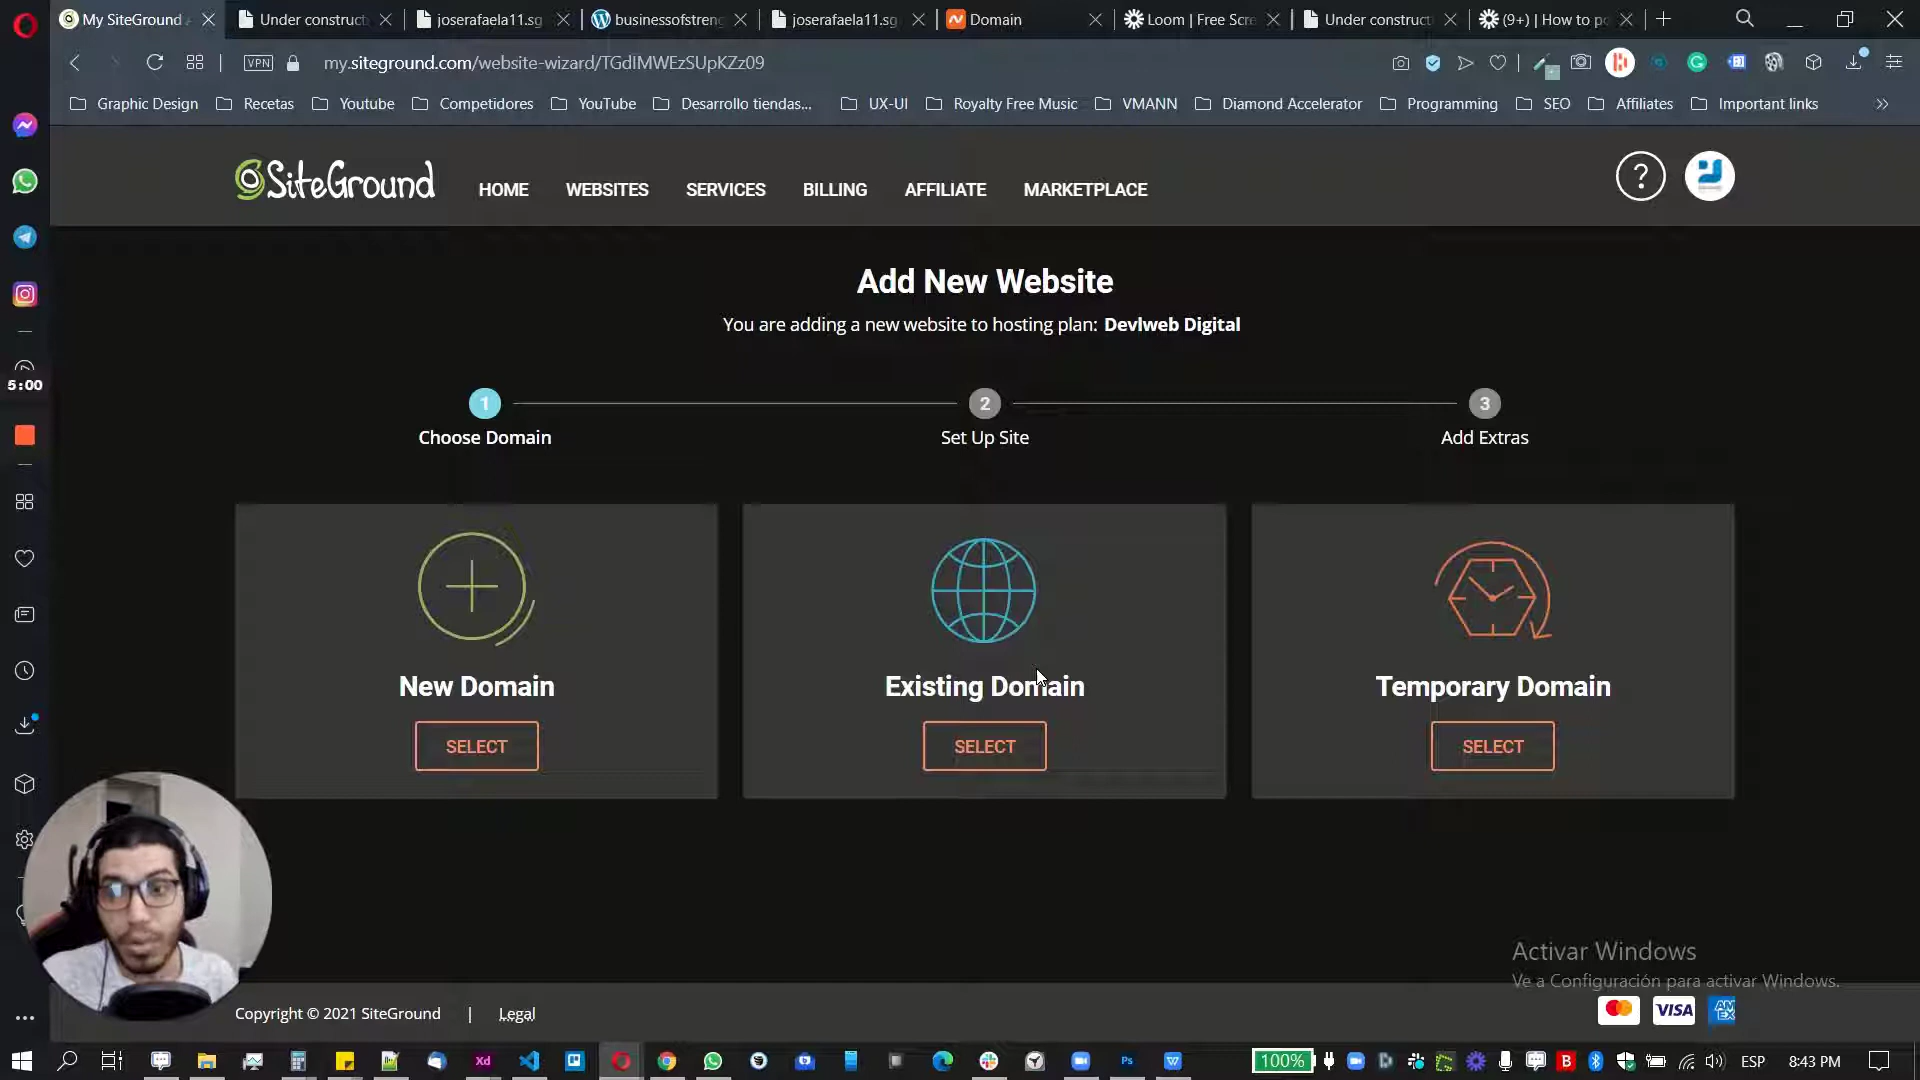 My SiteGround
Under construct
joserafaela11.sg
businessofstren
joserafaela11.sg
Domain
Loom | Free Scre
Under construct
(9+) | How to p
VPN
my.siteground.com/website-wizard/TGdIMWEzSUpKZz09
Graphic Design
Recetas
Youtube
Competidores
YouTube
Desarrollo tiendas...
UX-UI
Royalty Free Music
VMANN
Diamond Accelerator
Programming
SEO
Affiliates
Important links
SiteGround
HOME
WEBSITES
SERVICES
BILLING
AFFILIATE
MARKETPLACE
?
Add New Website
You are adding a new website to hosting plan: Devlweb Digital
5:00
1
2
3
Choose Domain
Set Up Site
Add Extras
New Domain
Existing Domain
Temporary Domain
SELECT
SELECT
SELECT
Activar Windows
Ve a Configuración para activar Windows.
Copyright © 2021 SiteGround | Legal
VISA
AM
EX
Xd
Ps
W
100%
B
ESP
8:43 PM